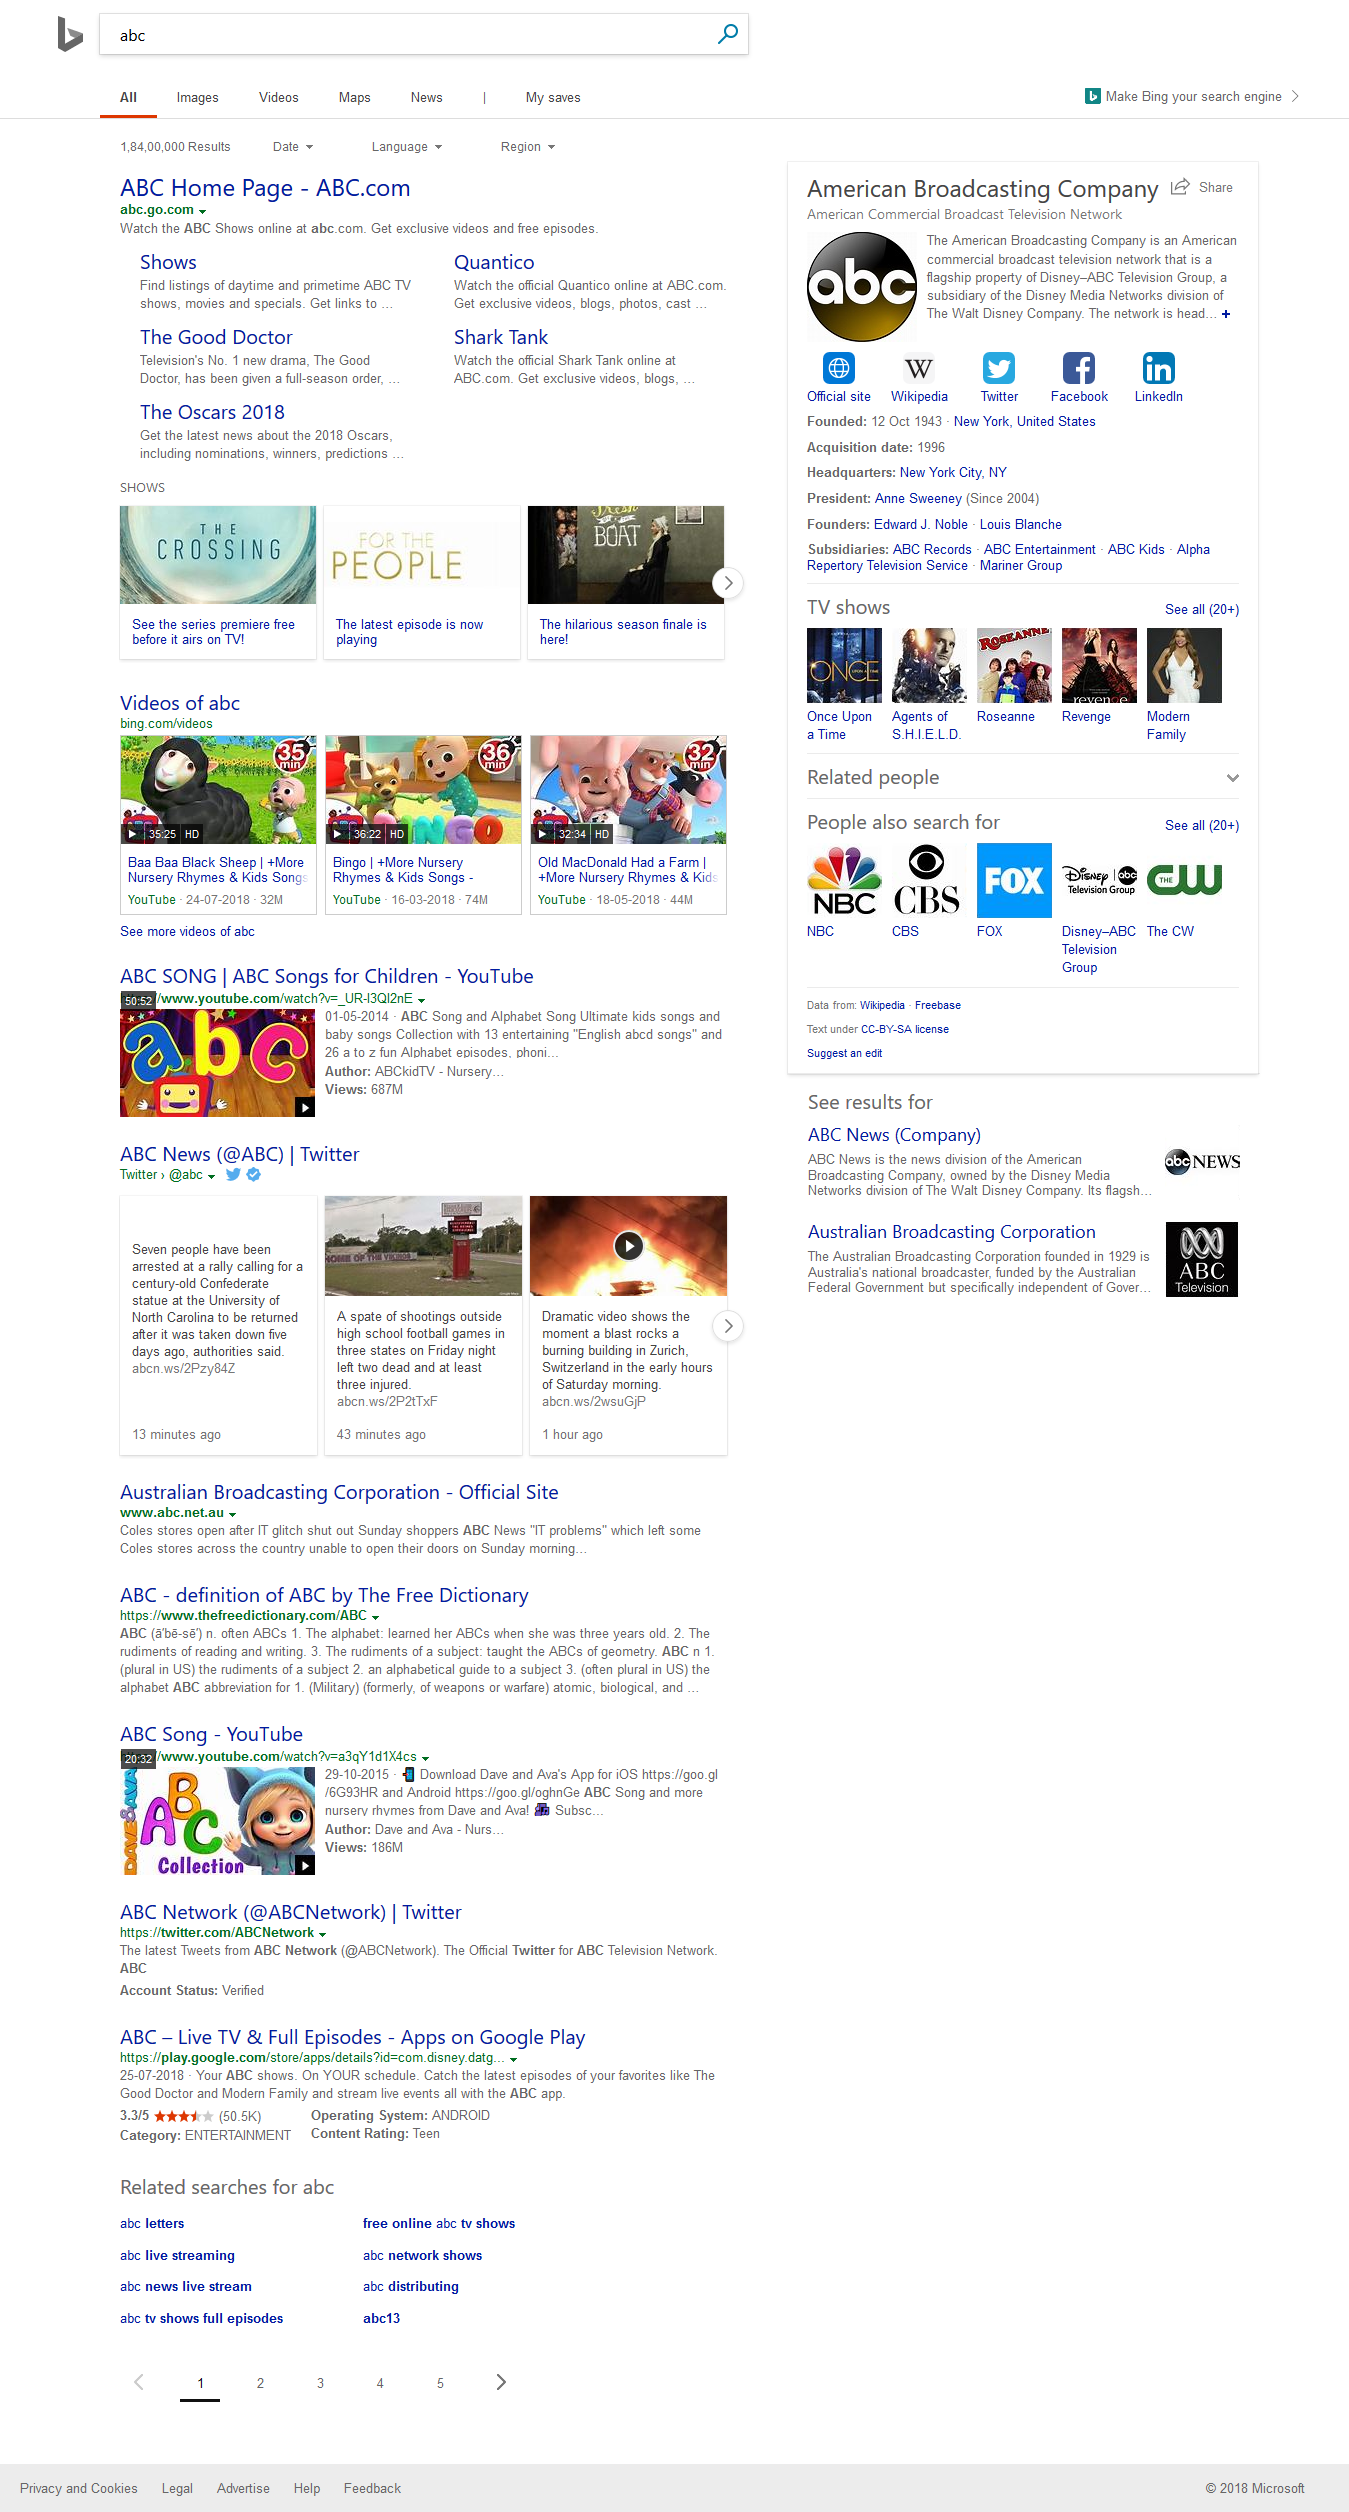 abc
All
Images
Videos
Maps
News
|
My saves
Make Bing your search engine
1,84,00,000 Results
Date
Language
Region
ABC Home Page - ABC.com
abc.go.com
Watch the ABC Shows online at abc.com. Get exclusive videos and free episodes.
Shows
Find listings of daytime and primetime ABC TV
shows, movies and specials. Get links to ...
Quantico
Watch the official Quantico online at ABC.com.
Get exclusive videos, blogs, photos, cast ...
The Good Doctor
Television's No. 1 new drama, The Good
Doctor, has been given a full-season order, ...
Shark Tank
Watch the official Shark Tank online at
ABC.com. Get exclusive videos, blogs, ...
The Oscars 2018
Get the latest news about the 2018 Oscars,
including nominations, winners, predictions ...
SHOWS
THE
CROSSING
See the series premiere free
before it airs on TV!
FOR THE
PEOPLE
The latest episode is now
playing
Fresh
BOAT
The hilarious season finale is
here!
Videos of abc
bing.com/videos
35
min
35:25 HD
Baa Baa Black Sheep | +More
Nursery Rhymes & Kids Songs
YouTube · 24-07-2018 · 32M
36
min
36:22 HD
Bingo | +More Nursery
Rhymes & Kids Songs -
YouTube · 16-03-2018 · 74M
32
min
32:34 HD
Old MacDonald Had a Farm |
+More Nursery Rhymes & Kids
YouTube · 18-05-2018 · 44M
See more videos of abc
ABC SONG | ABC Songs for Children - YouTube
50:52
/www.youtube.com/watch?v=_UR-l3QI2nE
abc
01-05-2014 · ABC Song and Alphabet Song Ultimate kids songs and
baby songs Collection with 13 entertaining "English abcd songs" and
26 a to z fun Alphabet episodes, phoni...
Author: ABCkidTV - Nursery...
Views: 687M
ABC News (@ABC) | Twitter
Twitter › @abc
Seven people have been
arrested at a rally calling for a
century-old Confederate
statue at the University of
North Carolina to be returned
after it was taken down five
days ago, authorities said.
abcn.ws/2Pzy84Z
13 minutes ago
HOME OF THE VIKINGS
A spate of shootings outside
high school football games in
three states on Friday night
left two dead and at least
three injured.
abcn.ws/2P2tTxF
43 minutes ago
Dramatic video shows the
moment a blast rocks a
burning building in Zurich,
Switzerland in the early hours
of Saturday morning.
abcn.ws/2wsuGjP
1 hour ago
Australian Broadcasting Corporation - Official Site
www.abc.net.au
Coles stores open after IT glitch shut out Sunday shoppers ABC News "IT problems" which left some
Coles stores across the country unable to open their doors on Sunday morning...
ABC - definition of ABC by The Free Dictionary
https://www.thefreedictionary.com/ABC
ABC (ā′bē-sē′) n. often ABCs 1. The alphabet: learned her ABCs when she was three years old. 2. The
rudiments of reading and writing. 3. The rudiments of a subject: taught the ABCs of geometry. ABC n 1.
(plural in US) the rudiments of a subject 2. an alphabetical guide to a subject 3. (often plural in US) the
alphabet ABC abbreviation for 1. (Military) (formerly, of weapons or warfare) atomic, biological, and ...
ABC Song - YouTube
20:32
/www.youtube.com/watch?v=a3qY1d1X4cs
DAVE & AVA
ABC
Collection
29-10-2015 · Download Dave and Ava's App for iOS https://goo.gl
/6G93HR and Android https://goo.gl/oghnGe ABC Song and more
nursery rhymes from Dave and Ava! Subsc...
Author: Dave and Ava - Nurs...
Views: 186M
ABC Network (@ABCNetwork) | Twitter
https://twitter.com/ABCNetwork
The latest Tweets from ABC Network (@ABCNetwork). The Official Twitter for ABC Television Network.
ABC
Account Status: Verified
ABC – Live TV & Full Episodes - Apps on Google Play
https://play.google.com/store/apps/details?id=com.disney.datg...
25-07-2018 · Your ABC shows. On YOUR schedule. Catch the latest episodes of your favorites like The
Good Doctor and Modern Family and stream live events all with the ABC app.
3.3/5 (50.5K)
Category: ENTERTAINMENT
Operating System: ANDROID
Content Rating: Teen
Related searches for abc
abc letters
abc live streaming
abc news live stream
abc tv shows full episodes
free online abc tv shows
abc network shows
abc distributing
abc13
1
2
3
4
5
American Broadcasting Company
Share
American Commercial Broadcast Television Network
abc
The American Broadcasting Company is an American
commercial broadcast television network that is a
flagship property of Disney–ABC Television Group, a
subsidiary of the Disney Media Networks division of
The Walt Disney Company. The network is head... +
W
f
in
Official site
Wikipedia
Twitter
Facebook
LinkedIn
Founded: 12 Oct 1943 · New York, United States
Acquisition date: 1996
Headquarters: New York City, NY
President: Anne Sweeney (Since 2004)
Founders: Edward J. Noble · Louis Blanche
Subsidiaries: ABC Records · ABC Entertainment · ABC Kids · Alpha
Repertory Television Service · Mariner Group
TV shows
See all (20+)
ONCE
UPON A TIME
ROSEANNE
revenge
Once Upon
a Time
Agents of
S.H.I.E.L.D.
Roseanne
Revenge
Modern
Family
Related people
People also search for
See all (20+)
NBC
CBS
FOX
Disney abc
Television Group
THE CW
NBC
CBS
FOX
Disney–ABC
Television
Group
The CW
Data from: Wikipedia · Freebase
Text under CC-BY-SA license
Suggest an edit
See results for
ABC News (Company)
ABC News is the news division of the American
Broadcasting Company, owned by the Disney Media
Networks division of The Walt Disney Company. Its flagsh...
abc NEWS
Australian Broadcasting Corporation
The Australian Broadcasting Corporation founded in 1929 is
Australia's national broadcaster, funded by the Australian
Federal Government but specifically independent of Gover...
ABC
Television
Privacy and Cookies
Legal
Advertise
Help
Feedback
© 2018 Microsoft